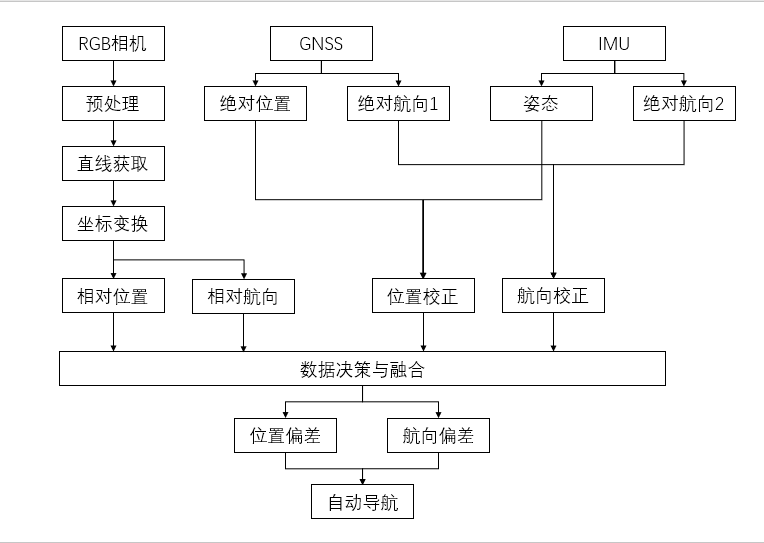 RGB相机
GNSS
IMU
预处理
绝对位置
绝对航向1
姿态
绝对航向2
直线获取
坐标变换
相对位置
相对航向
位置校正
航向校正
数据决策与融合
位置偏差
航向偏差
自动导航